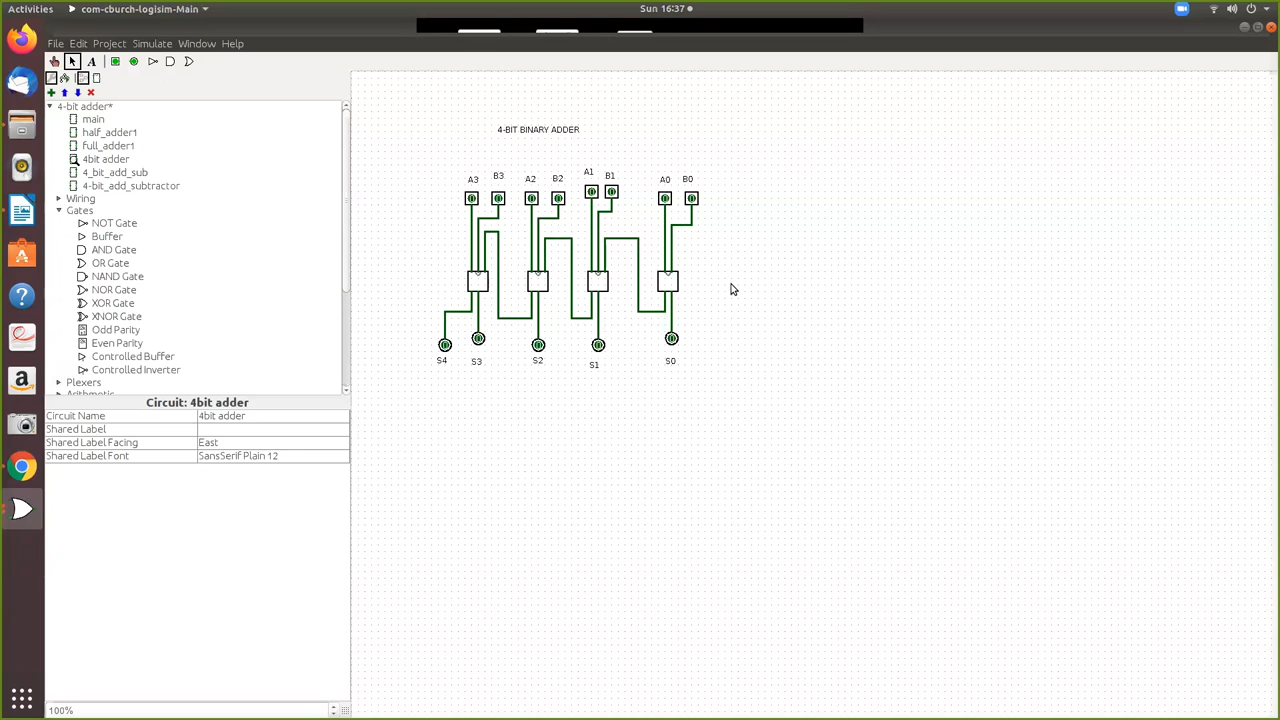 Activities
com-cburch-logisim-Main
Sun 16:37
File Edit Project Simulate Window Help
A
4-bit adder*
main
half_adder1
full_adder1
4bit adder
4_bit_add_sub
4-bit_add_subtractor
Wiring
Gates
NOT Gate
Buffer
AND Gate
OR Gate
NAND Gate
NOR Gate
XOR Gate
XNOR Gate
Odd Parity
Even Parity
Controlled Buffer
Controlled Inverter
Plexers
Arithmetic
Circuit: 4bit adder
Circuit Name 4bit adder
Shared Label
Shared Label Facing East
Shared Label Font SansSerif Plain 12
100%
4-BIT BINARY ADDER
A3 B3 A2 B2 A1 B1 A0 B0
S4 S3 S2 S1 S0